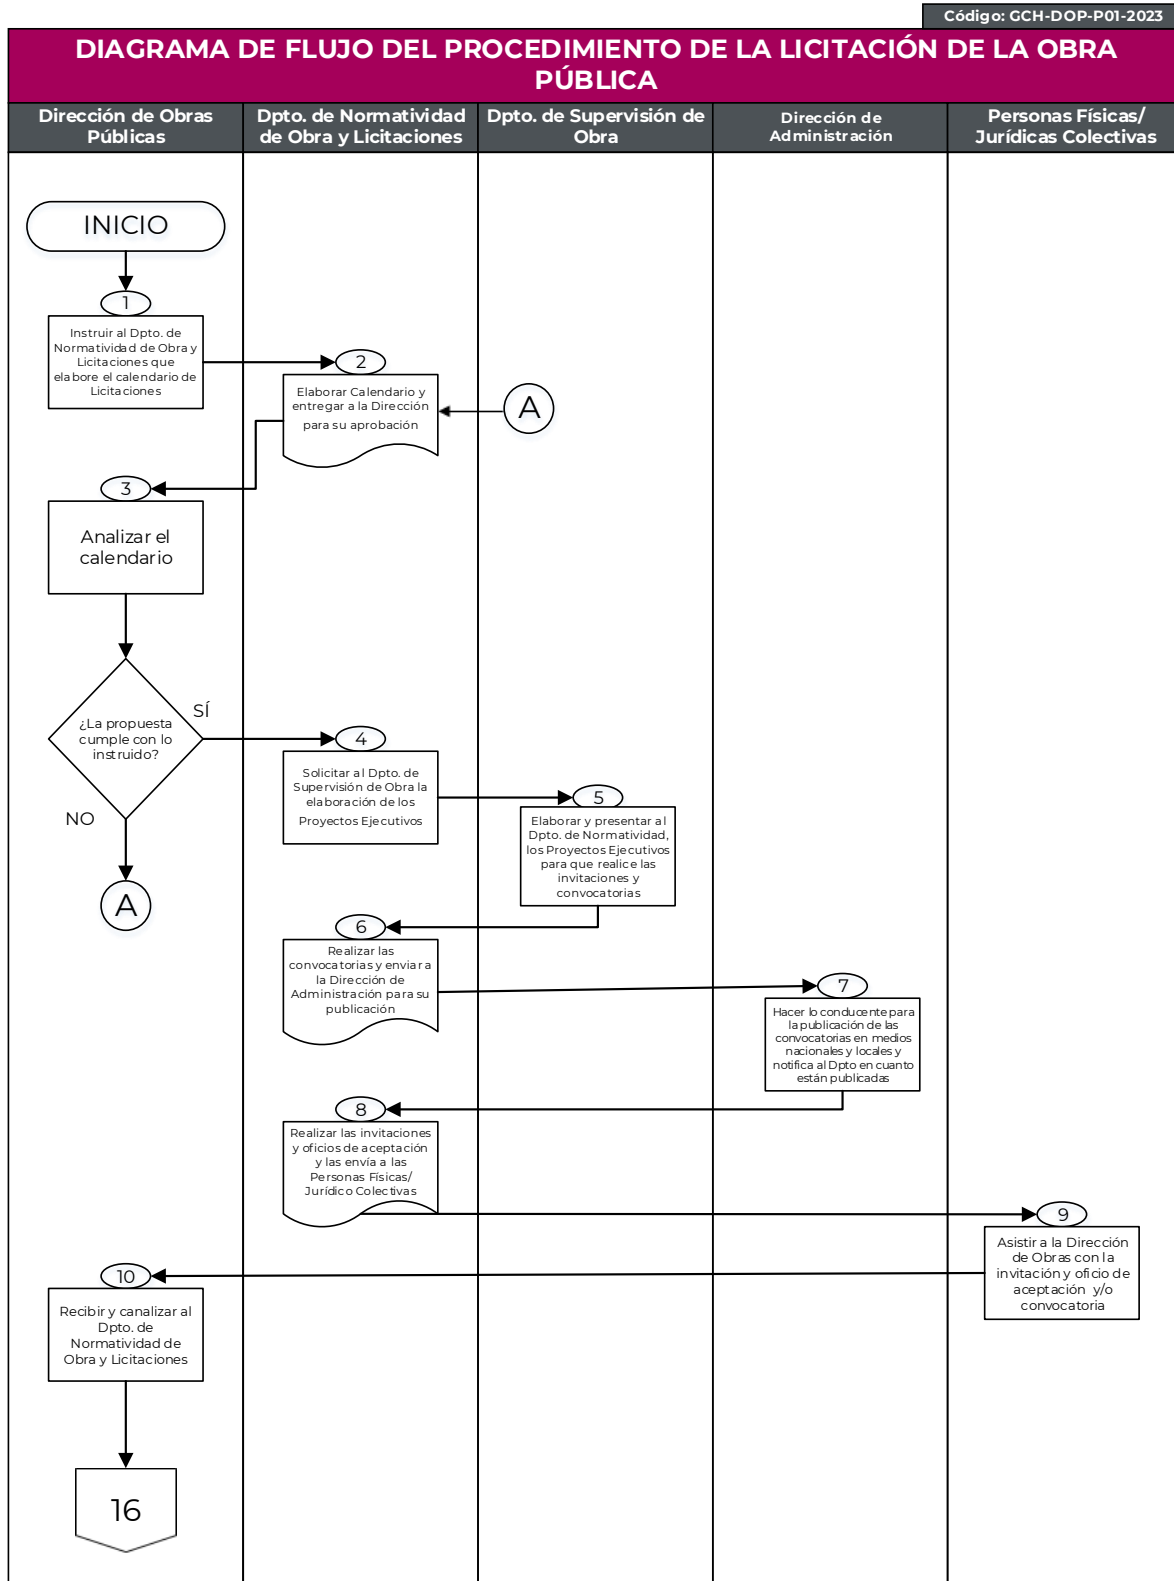 Código: GCH-DOP-P01-2023
DIAGRAMA DE FLUJO DEL PROCEDIMIENTO DE LA LICITACIÓN DE LA OBRA
PÚBLICA
Dirección de Obras
Públicas
Dpto. de Normatividad
de Obra y Licitaciones
Dpto. de Supervisión de
Obra
Dirección de
Administración
Personas Físicas/
Jurídicas Colectivas
INICIO
1
Instruir al Dpto. de
Normatividad de Obra y
Licitaciones que
elabore el calendario de
Licitaciones
2
Elaborar Calendario y
entregar a la Dirección
para su aprobación
A
3
Analizar el
calendario
¿La propuesta
cumple con lo
instruido?
SÍ
NO
A
4
Solicitar al Dpto. de
Supervisión de Obra la
elaboración de los
Proyectos Ejecutivos
5
Elaborar y presentar al
Dpto. de Normatividad,
los Proyectos Ejecutivos
para que realice las
invitaciones y
convocatorias
6
Realizar las
convocatorias y enviar a
la Dirección de
Administración para su
publicación
7
Hacer lo conducente para
la publicación de las
convocatorias en medios
nacionales y locales y
notifica al Dpto en cuanto
están publicadas
8
Realizar las invitaciones
y oficios de aceptación
y las envía a las
Personas Físicas/
Jurídico Colectivas
9
Asistir a la Dirección
de Obras con la
invitación y oficio de
aceptación y/o
convocatoria
10
Recibir y canalizar al
Dpto. de
Normatividad de
Obra y Licitaciones
16